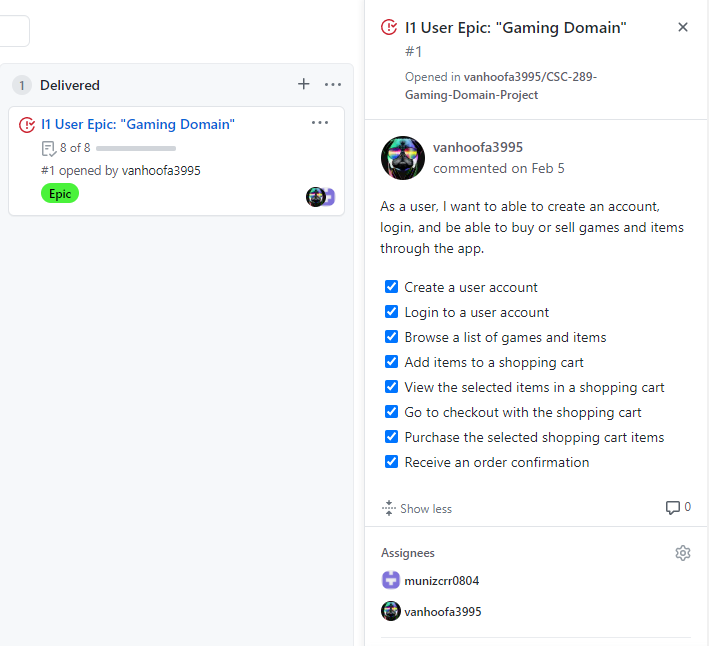 1 Delivered
I1 User Epic: "Gaming Domain"
8 of 8
#1 opened by vanhoofa3995
Epic
I1 User Epic: "Gaming Domain"
#1
Opened in vanhoofa3995/CSC-289-
Gaming-Domain-Project
vanhoofa3995
commented on Feb 5
As a user, I want to able to create an account,
login, and be able to buy or sell games and items
through the app.
Create a user account
Login to a user account
Browse a list of games and items
Add items to a shopping cart
View the selected items in a shopping cart
Go to checkout with the shopping cart
Purchase the selected shopping cart items
Receive an order confirmation
Show less 0
Assignees
munizcrr0804
vanhoofa3995